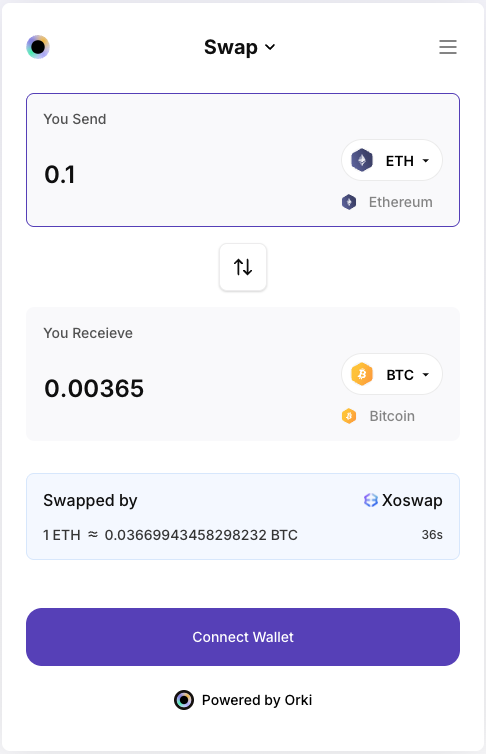 Swap
You Send
0.1
ETH
Ethereum
You Receieve
0.00365
BTC
Bitcoin
Swapped by Xoswap
1 ETH ≈ 0.03669943458298232 BTC 36s
Connect Wallet
Powered by Orki